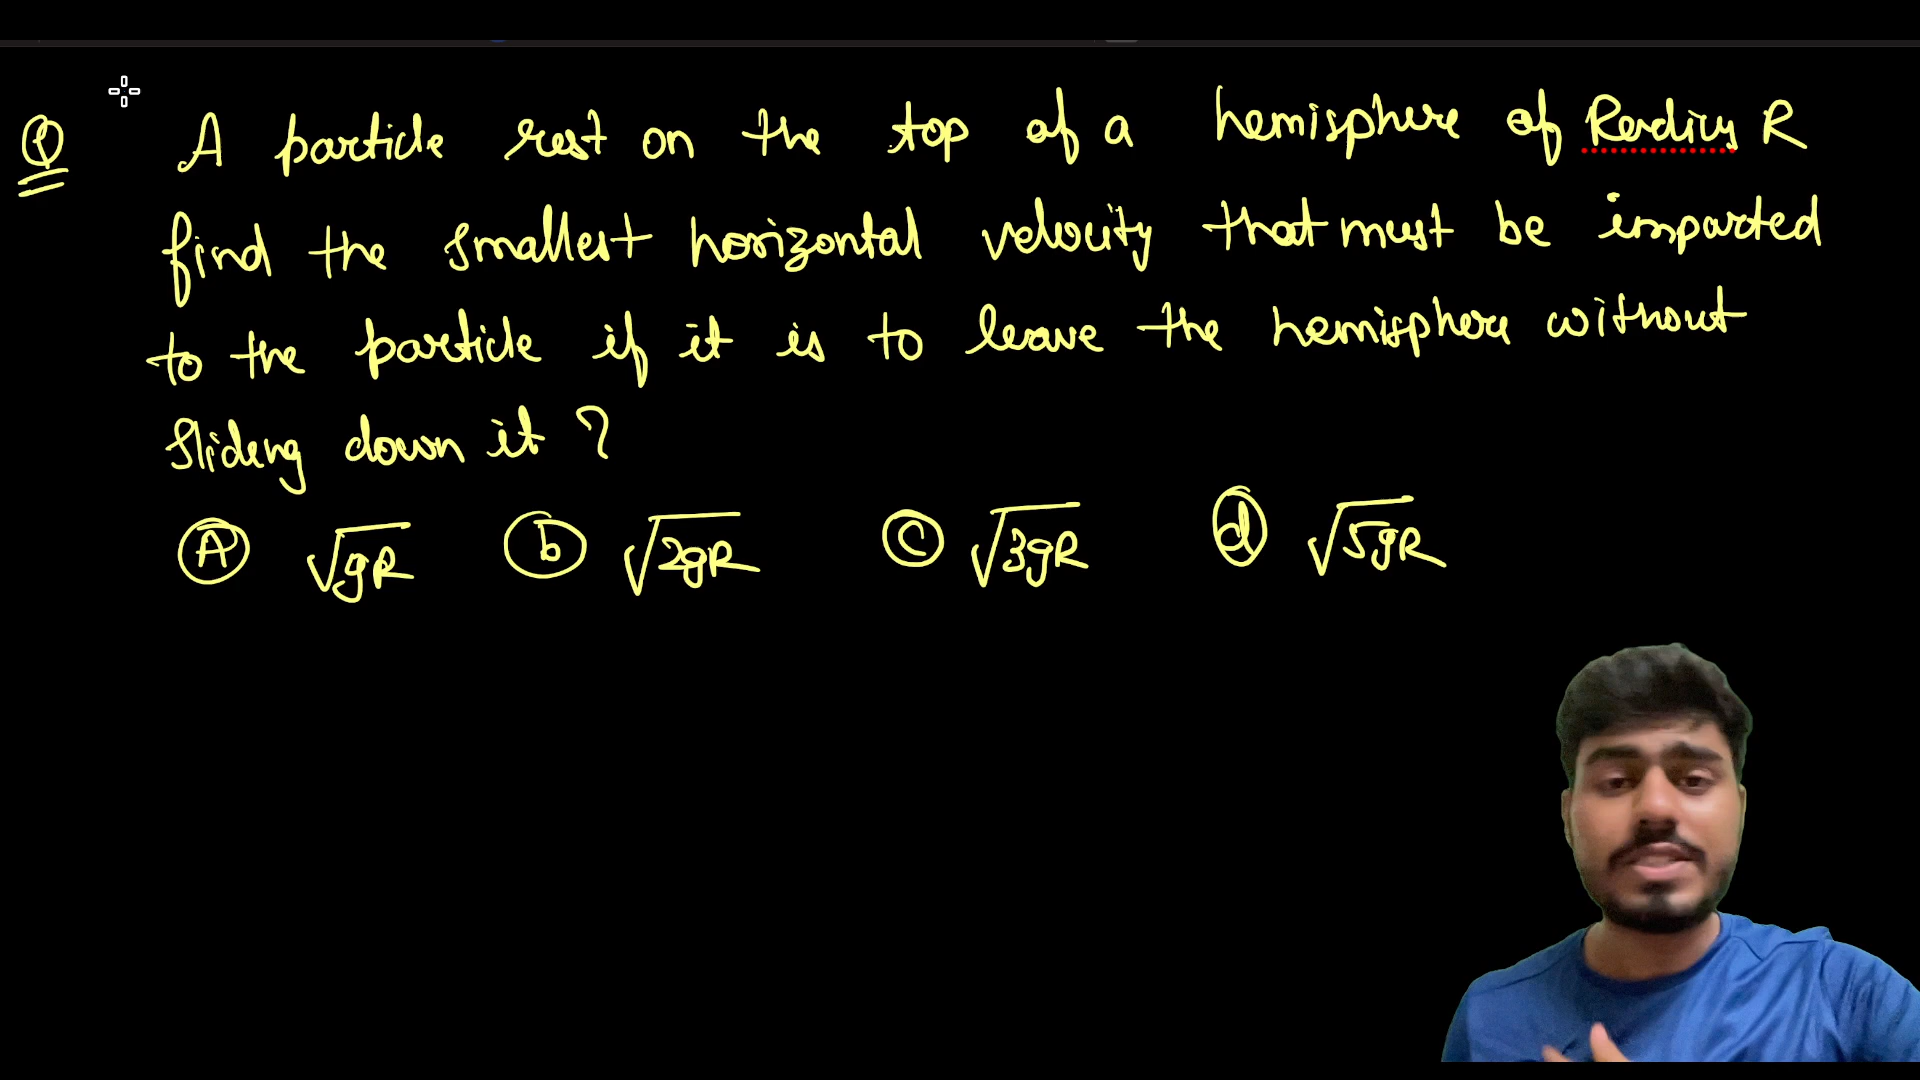 Q A particle rest on the top of a hemisphere of Radius R
find the smallest horizontal velocity that must be imparted
to the particle if it is to leave the hemisphere without
sliding down it ?
A √gR b √2gR c √3gR d √5gR